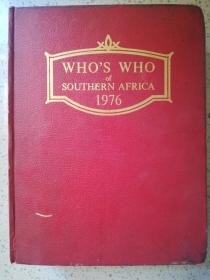 WHO'S WHO
of
SOUTHERN AFRICA
1976